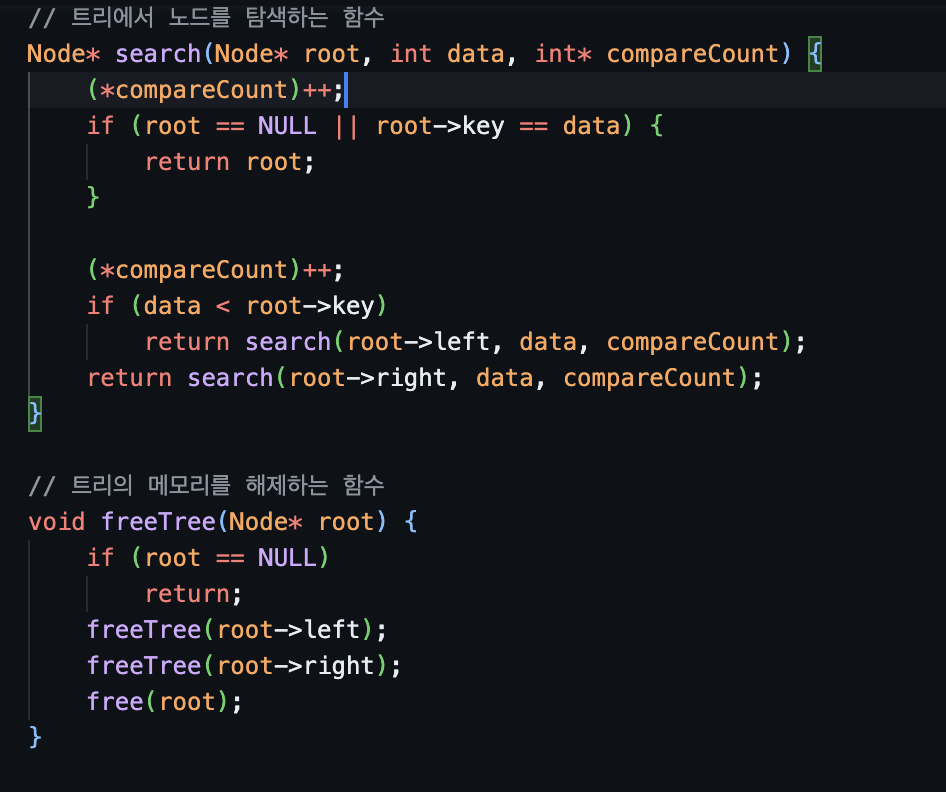 // 트리에서 노드를 탐색하는 함수
Node* search(Node* root, int data, int* compareCount) {
    (*compareCount)++;
    if (root == NULL || root->key == data) {
        return root;
    }

    (*compareCount)++;
    if (data < root->key)
        return search(root->left, data, compareCount);
    return search(root->right, data, compareCount);
}

// 트리의 메모리를 해제하는 함수
void freeTree(Node* root) {
    if (root == NULL)
        return;
    freeTree(root->left);
    freeTree(root->right);
    free(root);
}